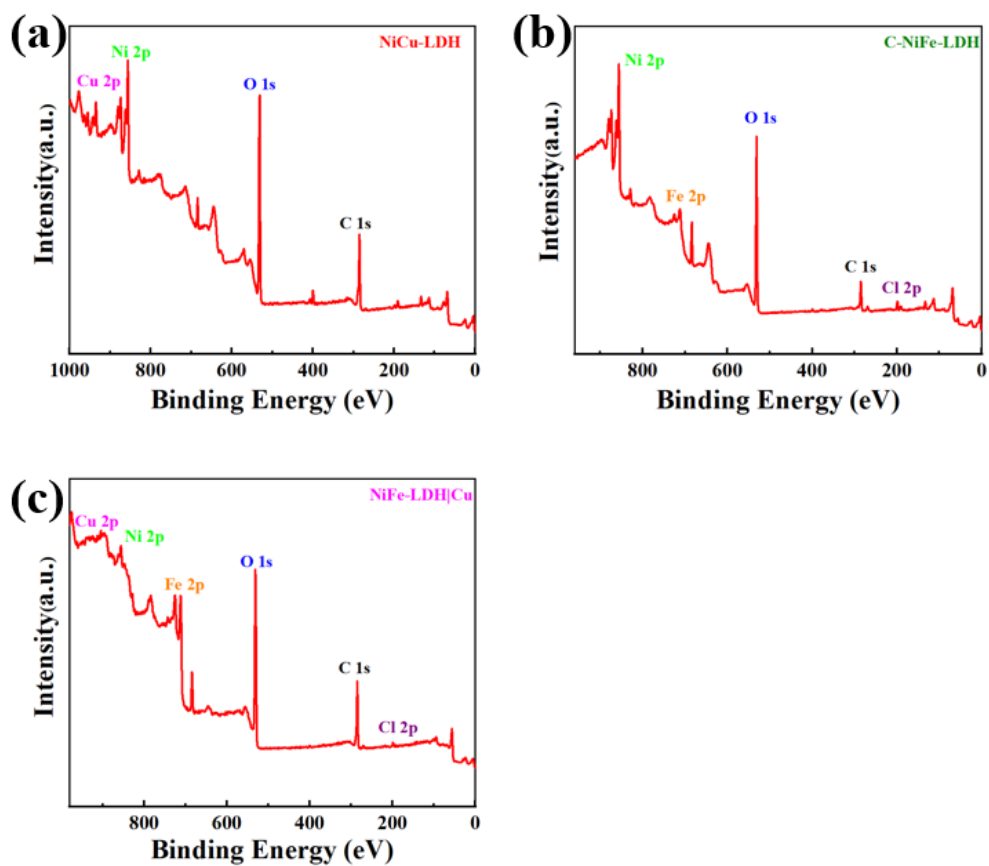 (a)
NiCu-LDH
Ni 2p
Cu 2p
O 1s
C 1s
Intensity(a.u.)
1000 800 600 400 200 0
Binding Energy (eV)
(b)
C-NiFe-LDH
Ni 2p
O 1s
Fe 2p
C 1s
Cl 2p
Intensity(a.u.)
800 600 400 200 0
Binding Energy (eV)
(c)
NiFe-LDH|Cu
Cu 2p
Ni 2p
O 1s
Fe 2p
C 1s
Cl 2p
Intensity(a.u.)
800 600 400 200 0
Binding Energy (eV)